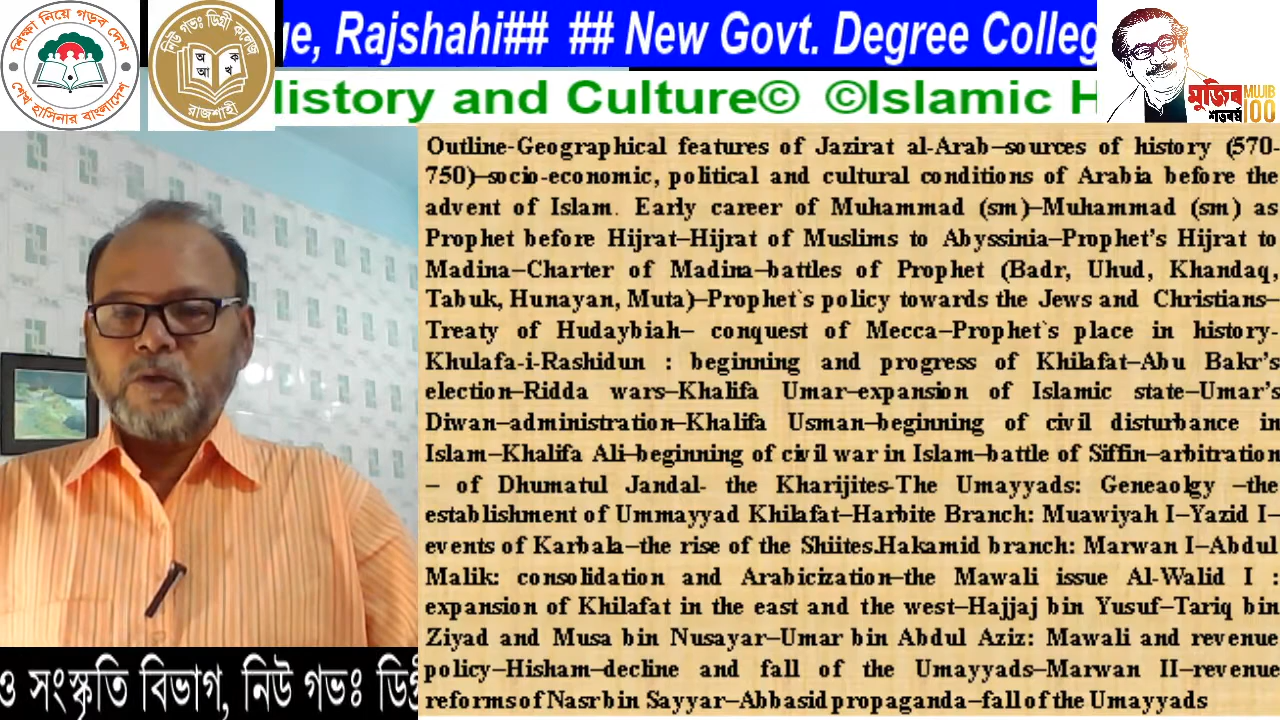 শিক্ষা নিয়ে গড়ব দেশ
শেখ হাসিনার বাংলাদেশ
নিউ গভঃ ডিগ্রী কলেজ
অ ক
আ খ
রাজশাহী
ge, Rajshahi## ## New Govt. Degree Colleg
History and Culture© ©Islamic H
মুজিব
শতবর্ষ
MUJIB
100
Outline-Geographical features of Jazirat al-Arab–sources of history (570-
750)–socio-economic, political and cultural conditions of Arabia before the
advent of Islam. Early career of Muhammad (sm)–Muhammad (sm) as
Prophet before Hijrat–Hijrat of Muslims to Abyssinia–Prophet's Hijrat to
Madina–Charter of Madina–battles of Prophet (Badr, Uhud, Khandaq,
Tabuk, Hunayan, Muta)–Prophet`s policy towards the Jews and Christians–
Treaty of Hudaybiah– conquest of Mecca–Prophet`s place in history-
Khulafa-i-Rashidun : beginning and progress of Khilafat–Abu Bakr's
election–Ridda wars–Khalifa Umar–expansion of Islamic state–Umar's
Diwan–administration–Khalifa Usman–beginning of civil disturbance in
Islam–Khalifa Ali–beginning of civil war in Islam–battle of Siffin–arbitration
– of Dhumatul Jandal- the Kharijites-The Umayyads: Geneaolgy –the
establishment of Ummayyad Khilafat–Harbite Branch: Muawiyah I–Yazid I–
events of Karbala–the rise of the Shiites.Hakamid branch: Marwan I–Abdul
Malik: consolidation and Arabicization–the Mawali issue Al-Walid I :
expansion of Khilafat in the east and the west–Hajjaj bin Yusuf–Tariq bin
Ziyad and Musa bin Nusayar–Umar bin Abdul Aziz: Mawali and revenue
policy–Hisham–decline and fall of the Umayyads–Marwan II–revenue
reforms of Nasr bin Sayyar–Abbasid propaganda–fall of the Umayyads
ও সংস্কৃতি বিভাগ, নিউ গভঃ ডিগ্রী